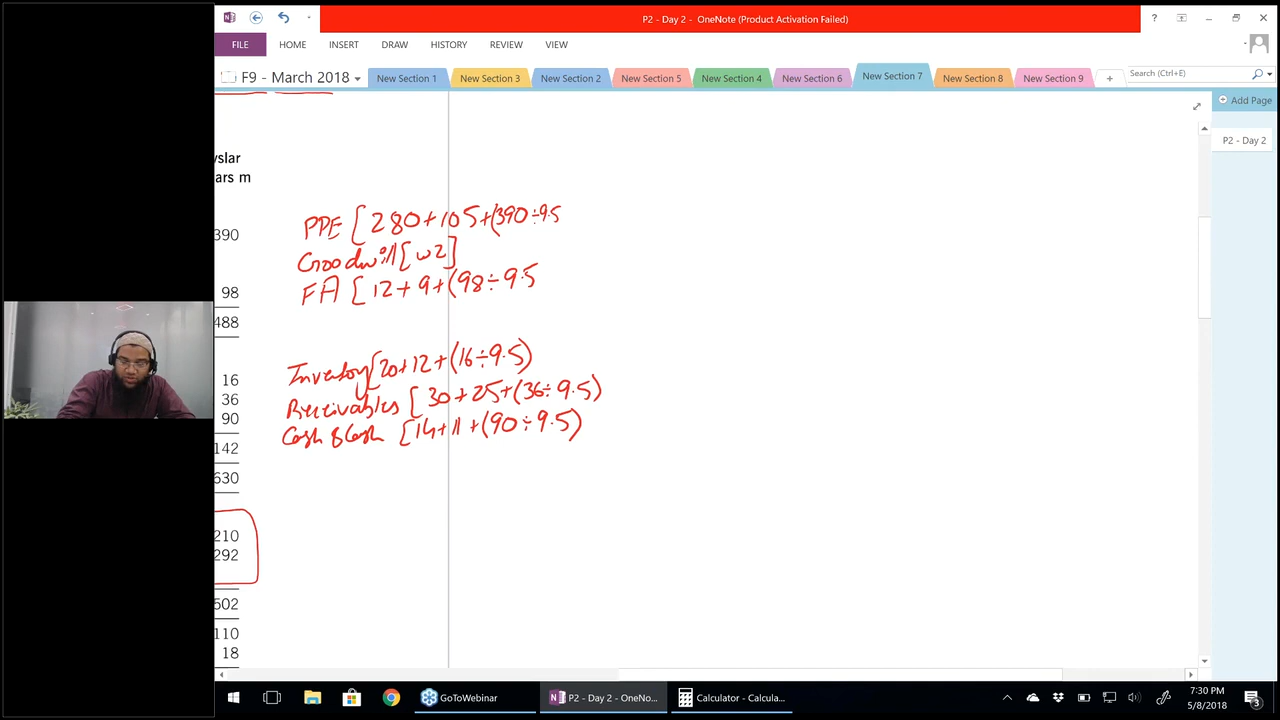 P2 - Day 2 - OneNote (Product Activation Failed)
FILE HOME INSERT DRAW HISTORY REVIEW VIEW
F9 - March 2018 New Section 1 New Section 3 New Section 2 New Section 5 New Section 4 New Section 6 New Section 7 New Section 8 New Section 9 Search (Ctrl+E)
Add Page
P2 - Day 2
yslar
ars m
PPE [280+105+(390÷9.5
390
Goodwill [w2]
FA [12+9+(98÷9.5
98
488
Inventory [20+12+(16÷9.5)
16
Receivables [30+25+(36÷9.5)
36
Cash & Cash [14+11+(90÷9.5)
90
142
630
210
292
502
110
18
GoToWebinar P2 - Day 2 - OneNo... Calculator - Calcula...
7:30 PM
5/8/2018
3